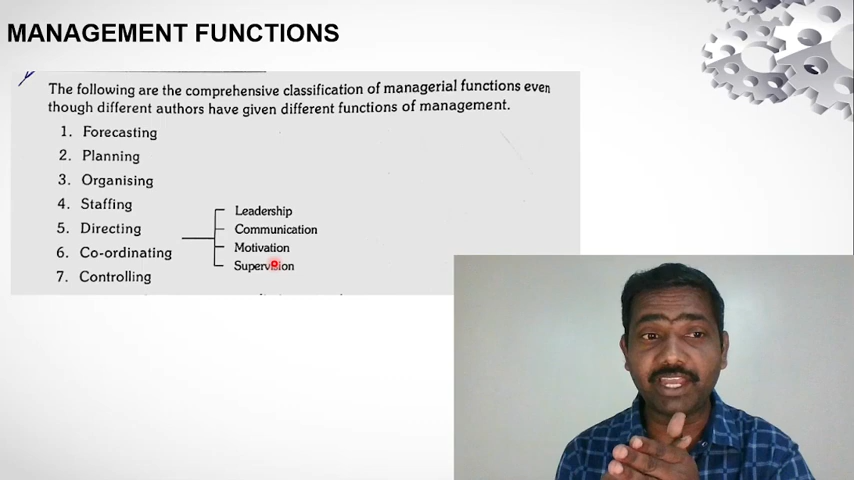 MANAGEMENT FUNCTIONS
The following are the comprehensive classification of managerial functions even
though different authors have given different functions of management.
1. Forecasting
2. Planning
3. Organising
4. Staffing
5. Directing
6. Co-ordinating
7. Controlling
Leadership
Communication
Motivation
Supervision